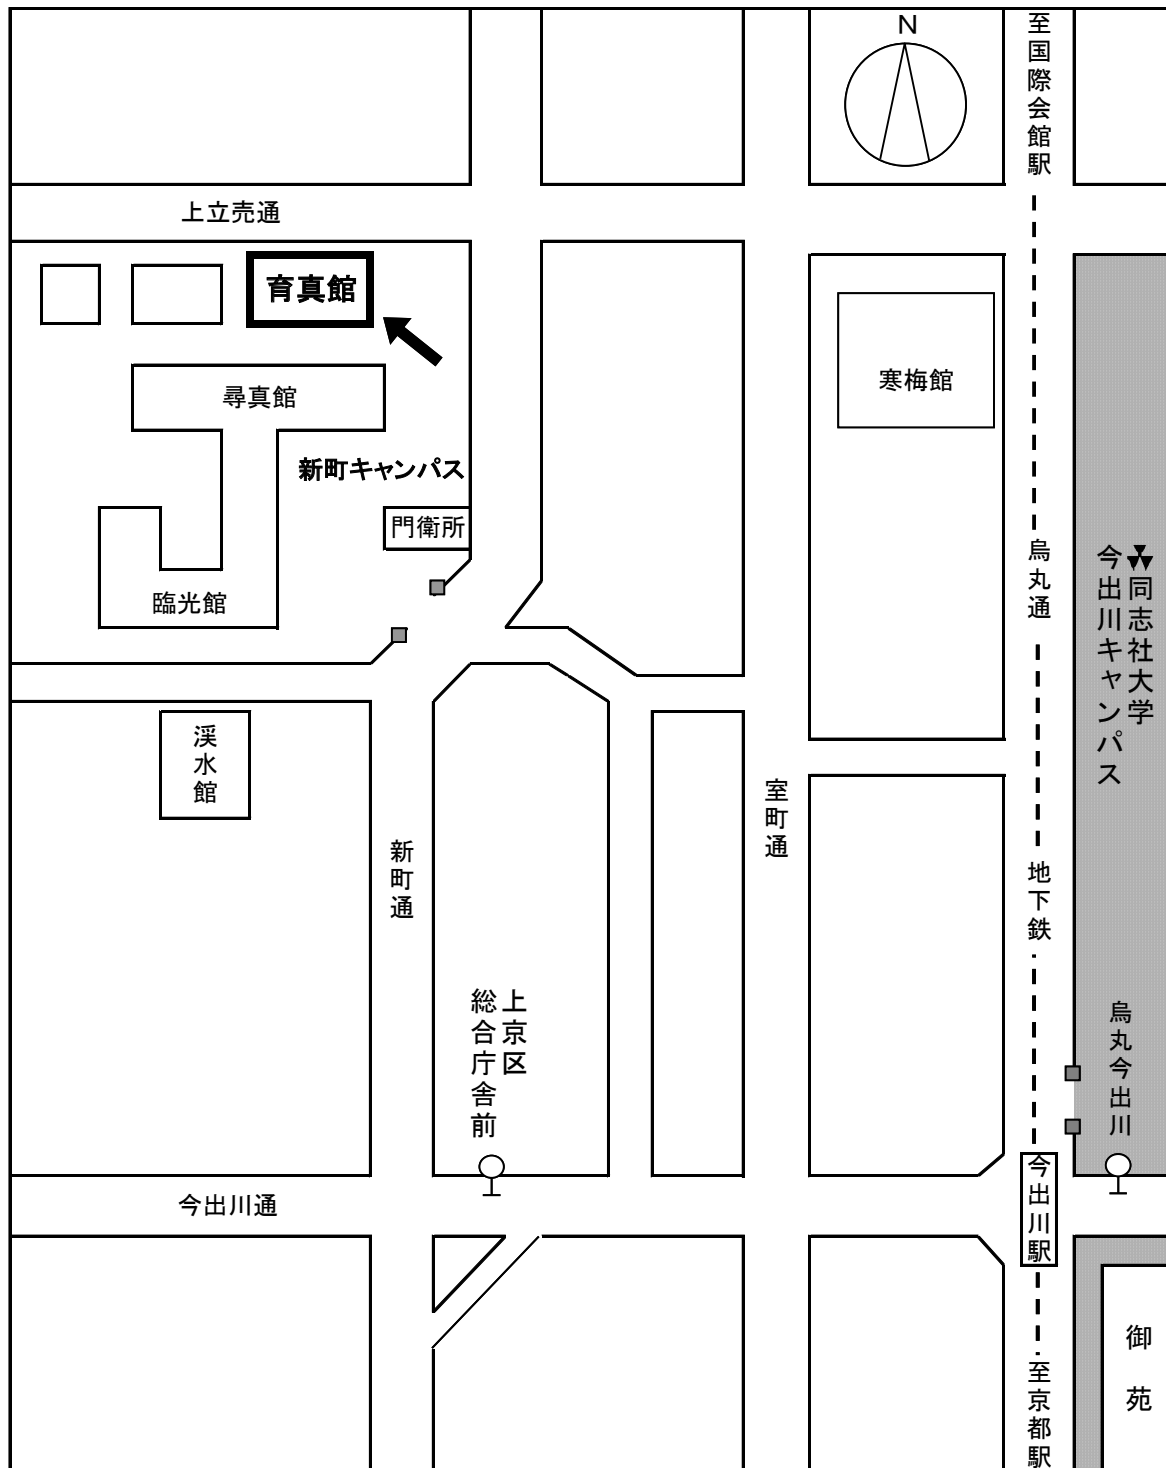 N
至国際会館駅
上立売通
育真館
寒梅館
尋真館
新町キャンパス
門衛所
烏丸通
同志社大学
今出川キャンパス
臨光館
渓水館
室町通
新町通
地下鉄
上京区
総合庁舎前
烏丸今出川
今出川駅
今出川通
御苑
至京都駅